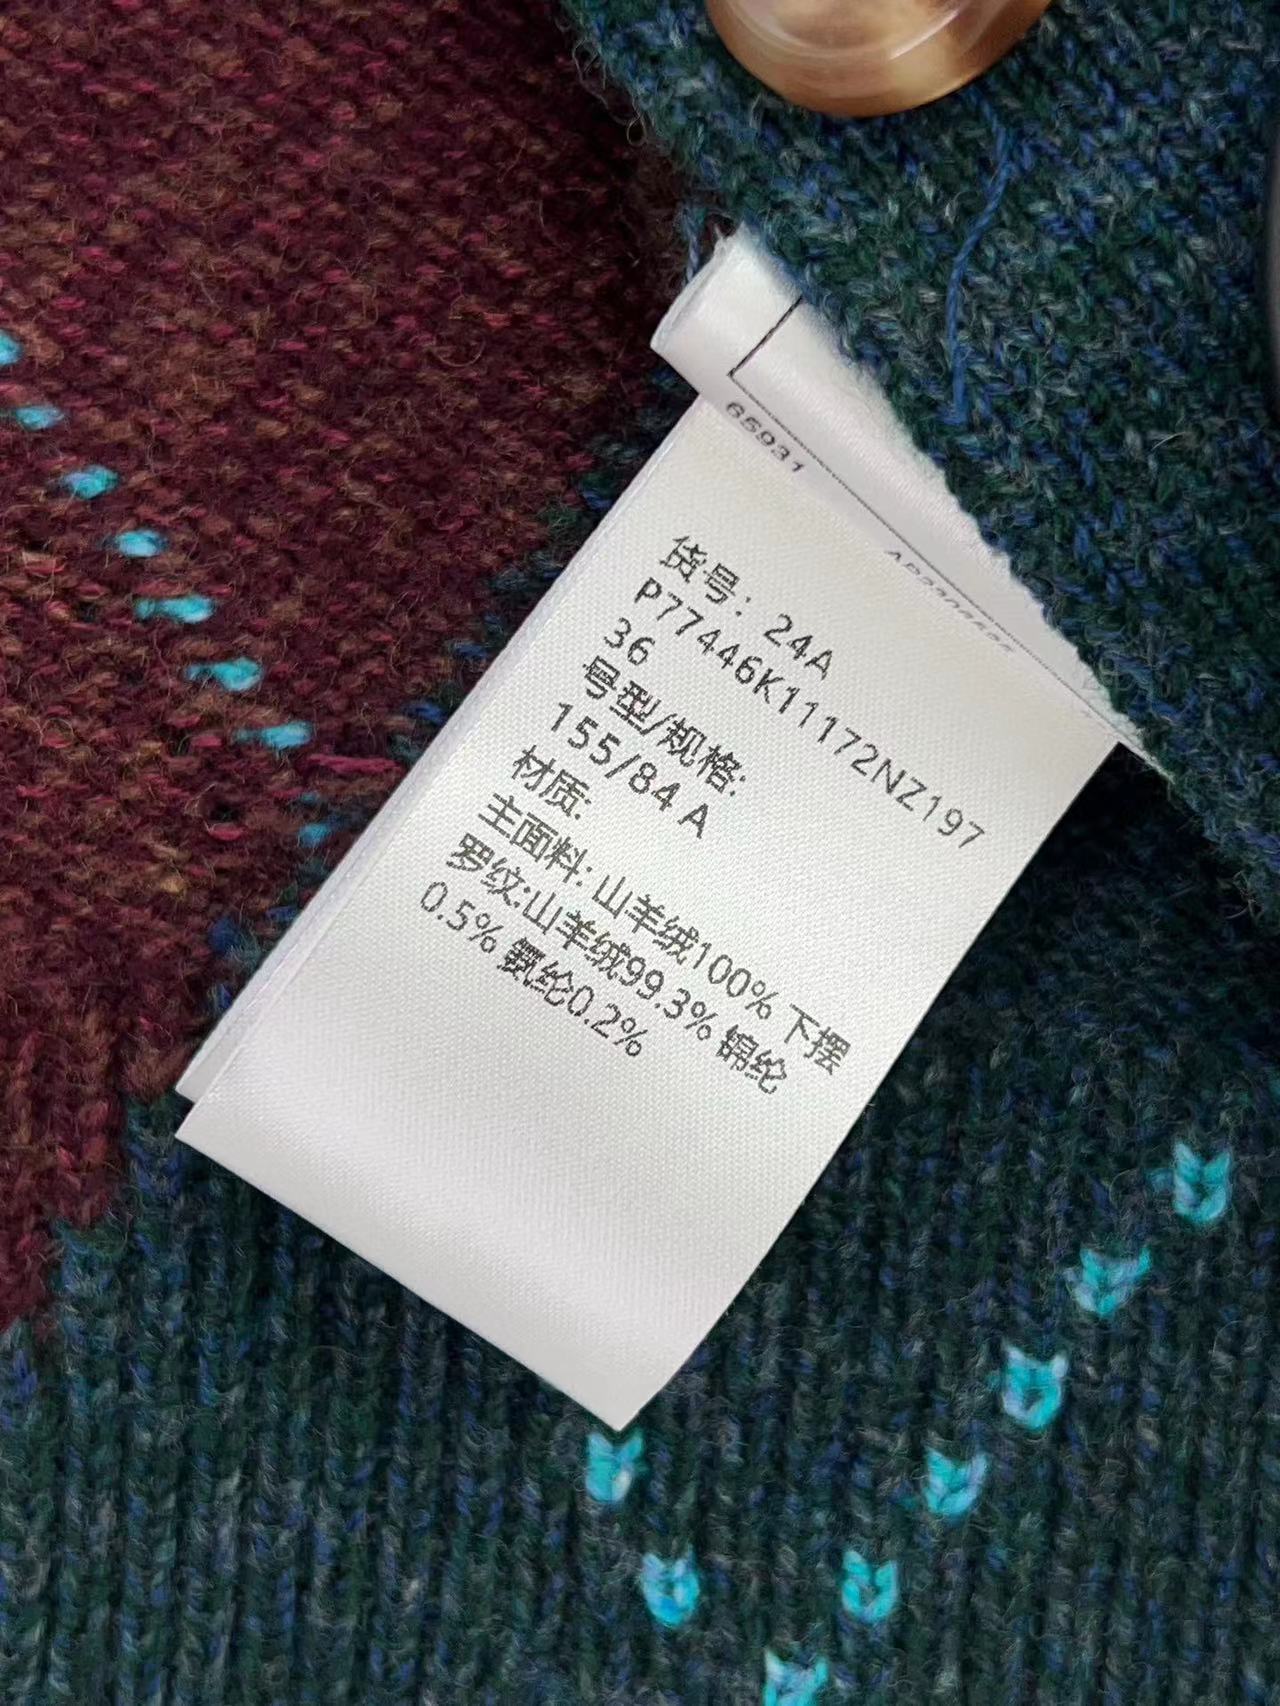 65931
货号：24A
P77446K11172NZ197
36
号型/规格:
155/84 A
材质:
主面料: 山羊绒100% 下摆
罗纹:山羊绒99.3% 锦纶
0.5% 氨纶0.2%